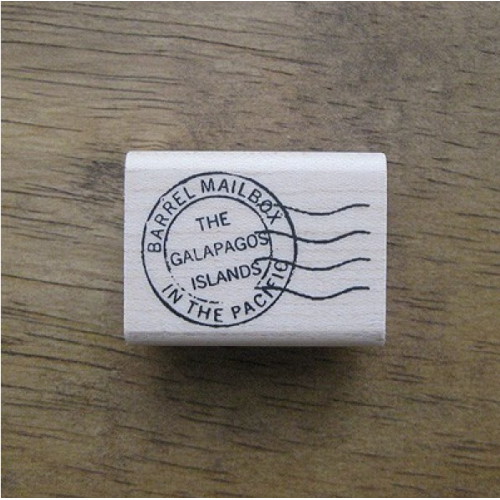 BARREL MAILBOX
THE
GALAPAGOS
ISLANDS
IN THE PACIFIC